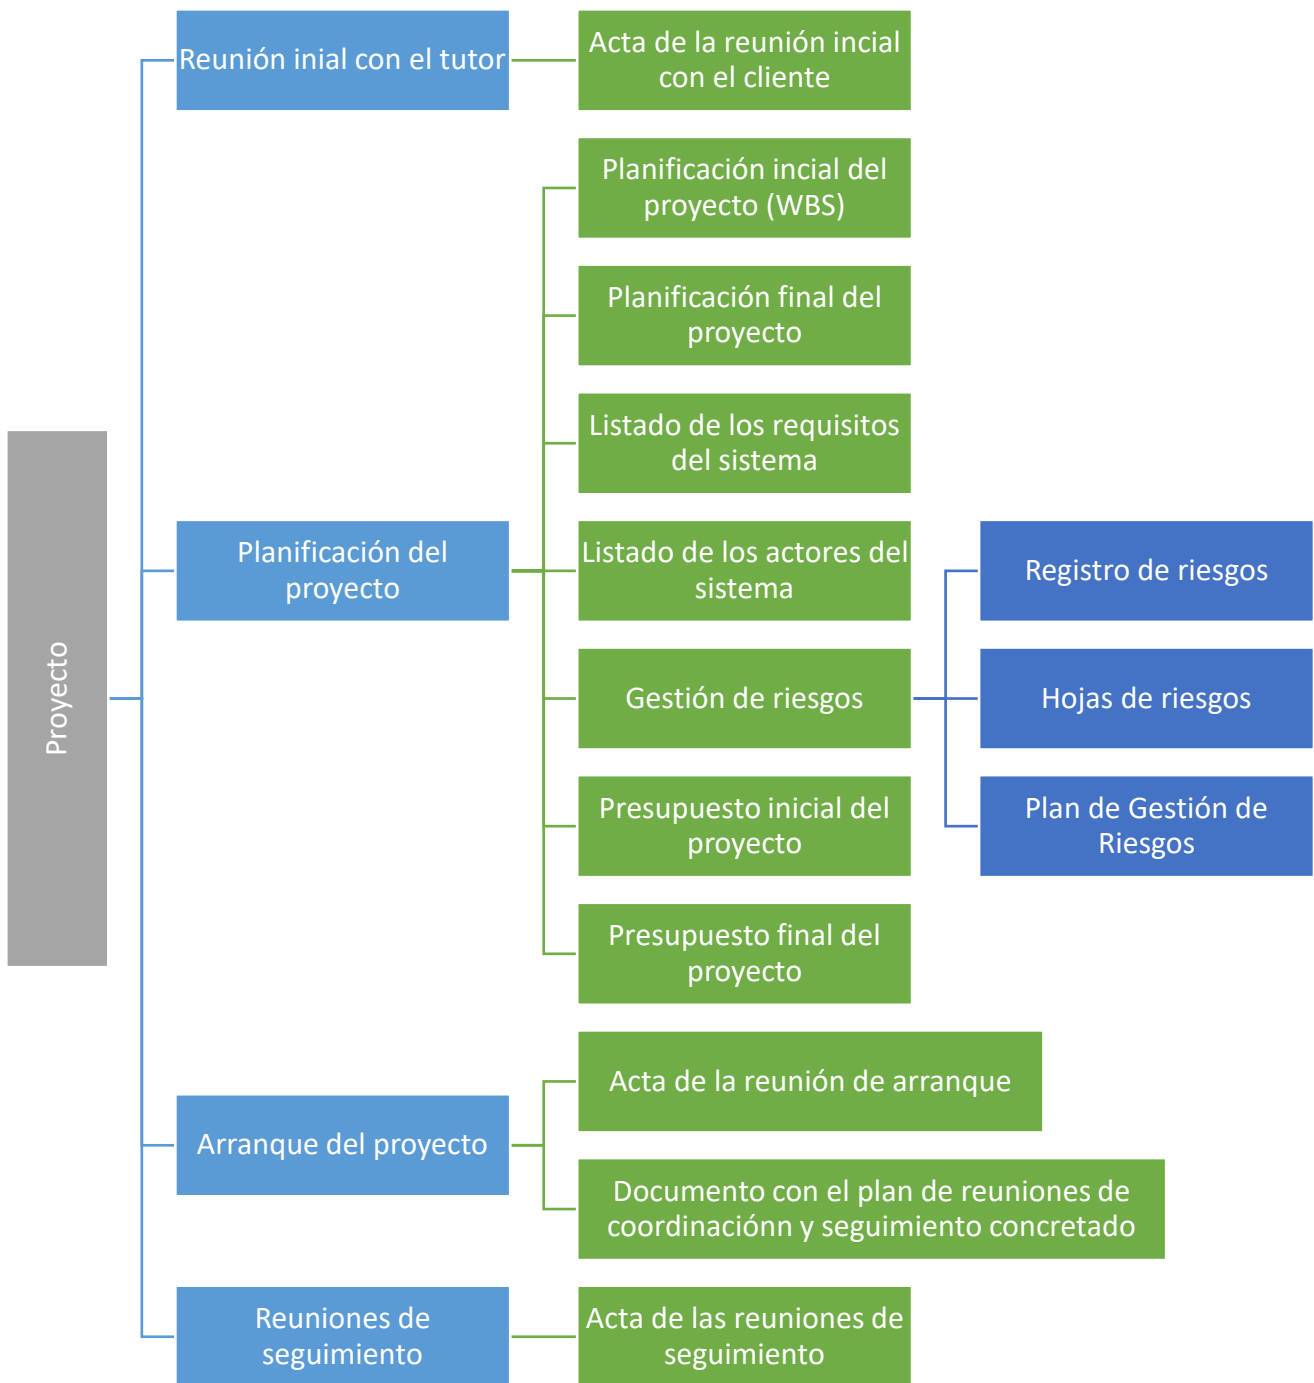 Proyecto
Reunión inial con el tutor
Acta de la reunión incial
con el cliente
Planificación del
proyecto
Planificación incial del
proyecto (WBS)
Planificación final del
proyecto
Listado de los requisitos
del sistema
Listado de los actores del
sistema
Gestión de riesgos
Registro de riesgos
Hojas de riesgos
Plan de Gestión de
Riesgos
Presupuesto inicial del
proyecto
Presupuesto final del
proyecto
Arranque del proyecto
Acta de la reunión de arranque
Documento con el plan de reuniones de
coordinaciónn y seguimiento concretado
Reuniones de
seguimiento
Acta de las reuniones de
seguimiento